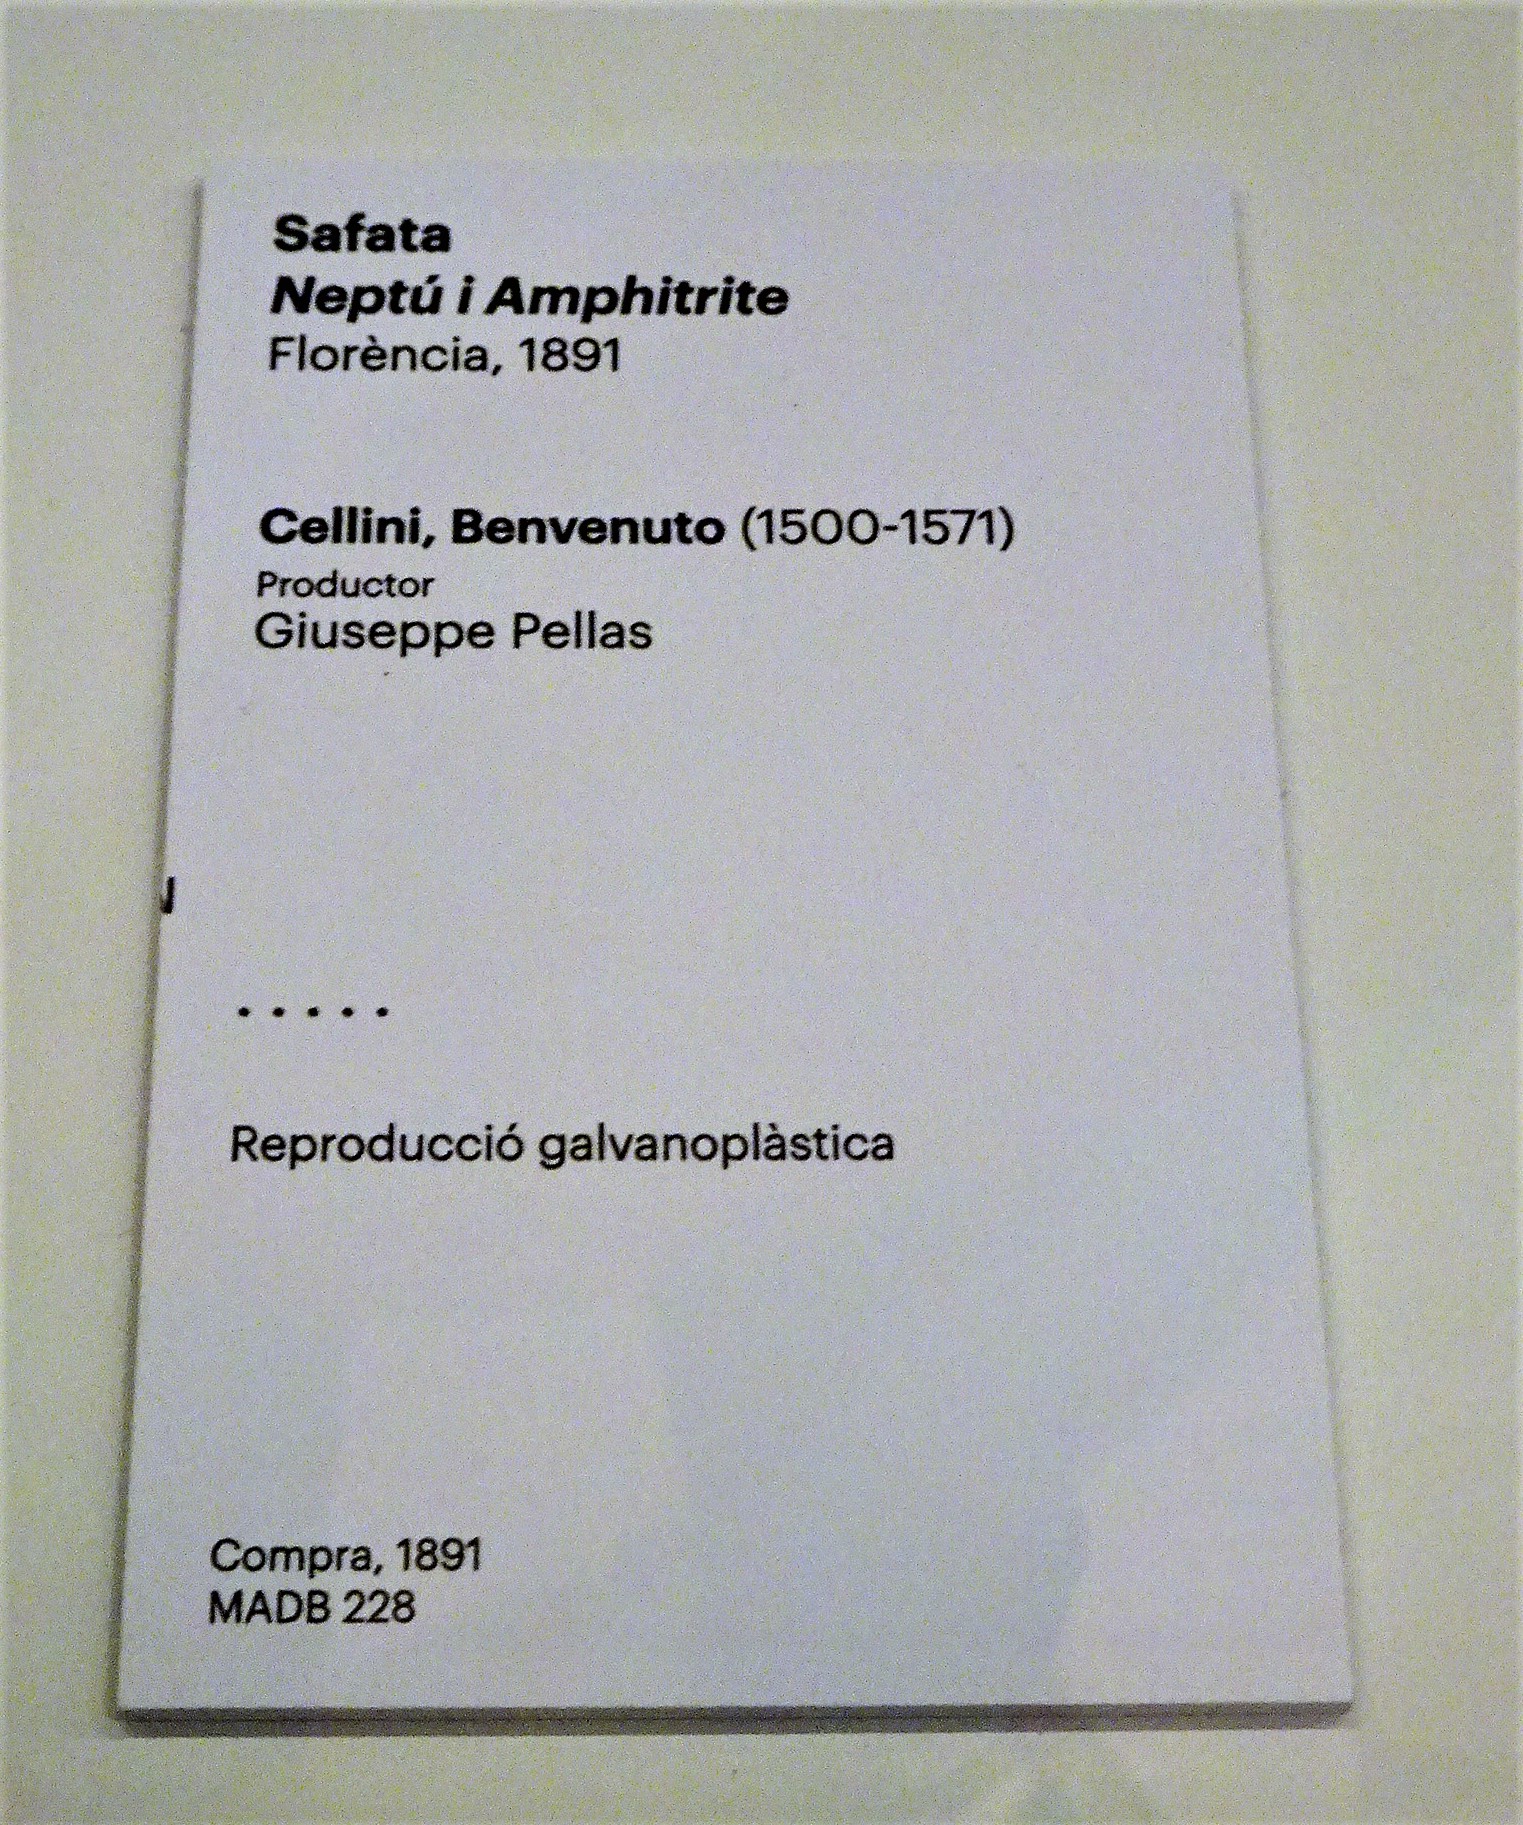 Safata
Neptú i Amphitrite
Florència, 1891
Cellini, Benvenuto (1500-1571)
Productor
Giuseppe Pellas
.....
Reproducció galvanoplàstica
Compra, 1891
MADB 228